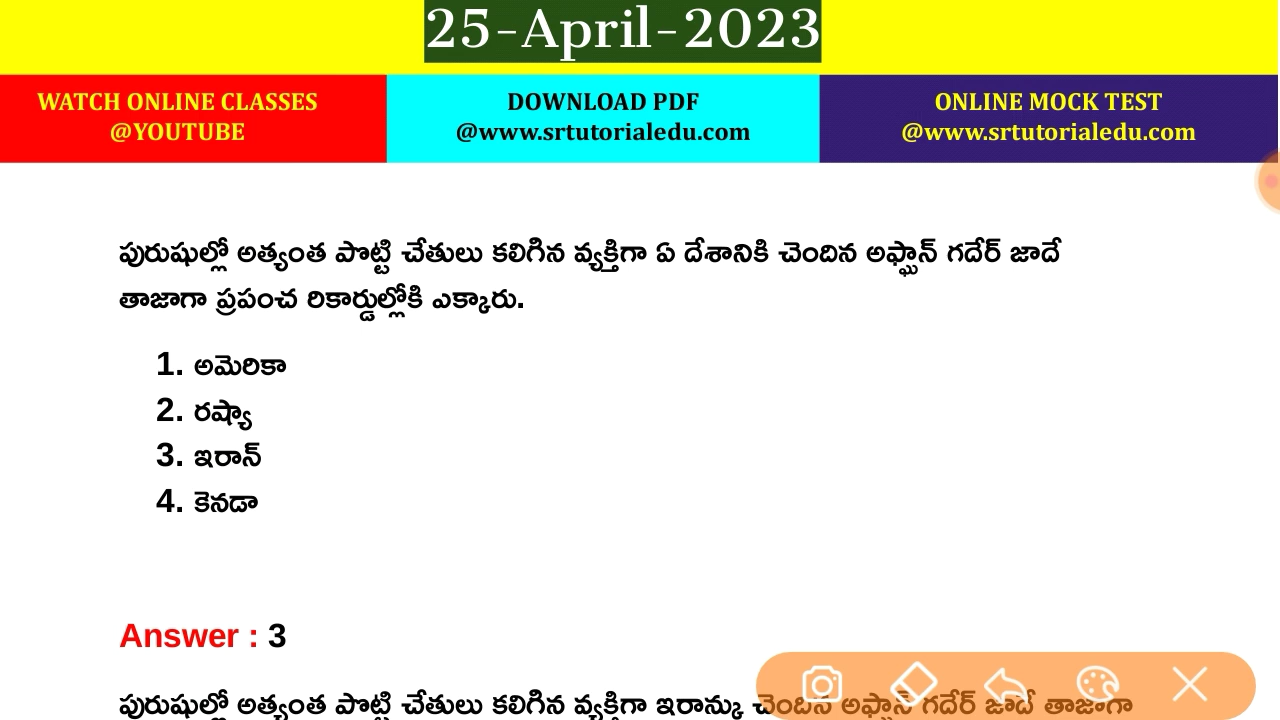 25-April-2023
WATCH ONLINE CLASSES
@YOUTUBE
DOWNLOAD PDF
@www.srtutorialedu.com
ONLINE MOCK TEST
@www.srtutorialedu.com
పురుషుల్లో అత్యంత పొట్టి చేతులు కలిగిన వ్యక్తిగా ఏ దేశానికి చెందిన అఫ్షాన్ గదేర్ జాదే
తాజాగా ప్రపంచ రికార్డుల్లోకి ఎక్కారు.
1. అమెరికా
2. రష్యా
3. ఇరాన్
4. కెనడా
Answer : 3
పురుషుల్లో అత్యంత పొట్టి చేతులు కలిగిన వ్యక్తిగా ఇరాన్కు చెందిన అఫ్షాన్ గదేర్ జాదే తాజాగా